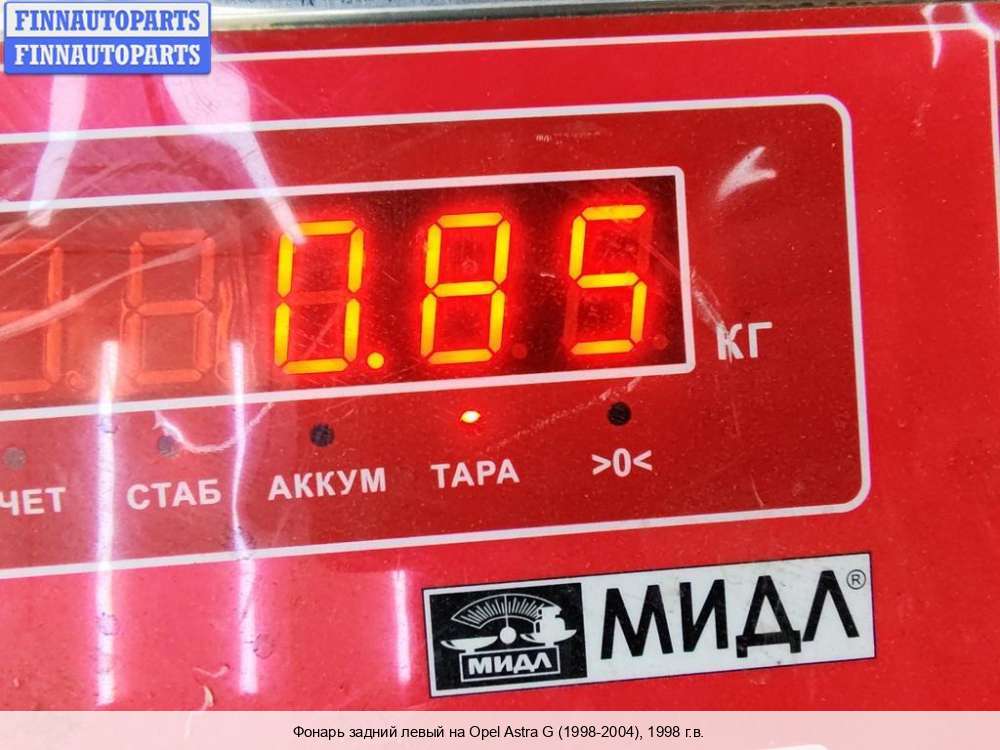 FINNAUTOPARTS
FINNAUTOPARTS
0.85
КГ
ЧЕТ СТАБ АККУМ ТАРА >0<
МИДЛ МИДЛ®
Фонарь задний левый на Opel Astra G (1998-2004), 1998 г.в.